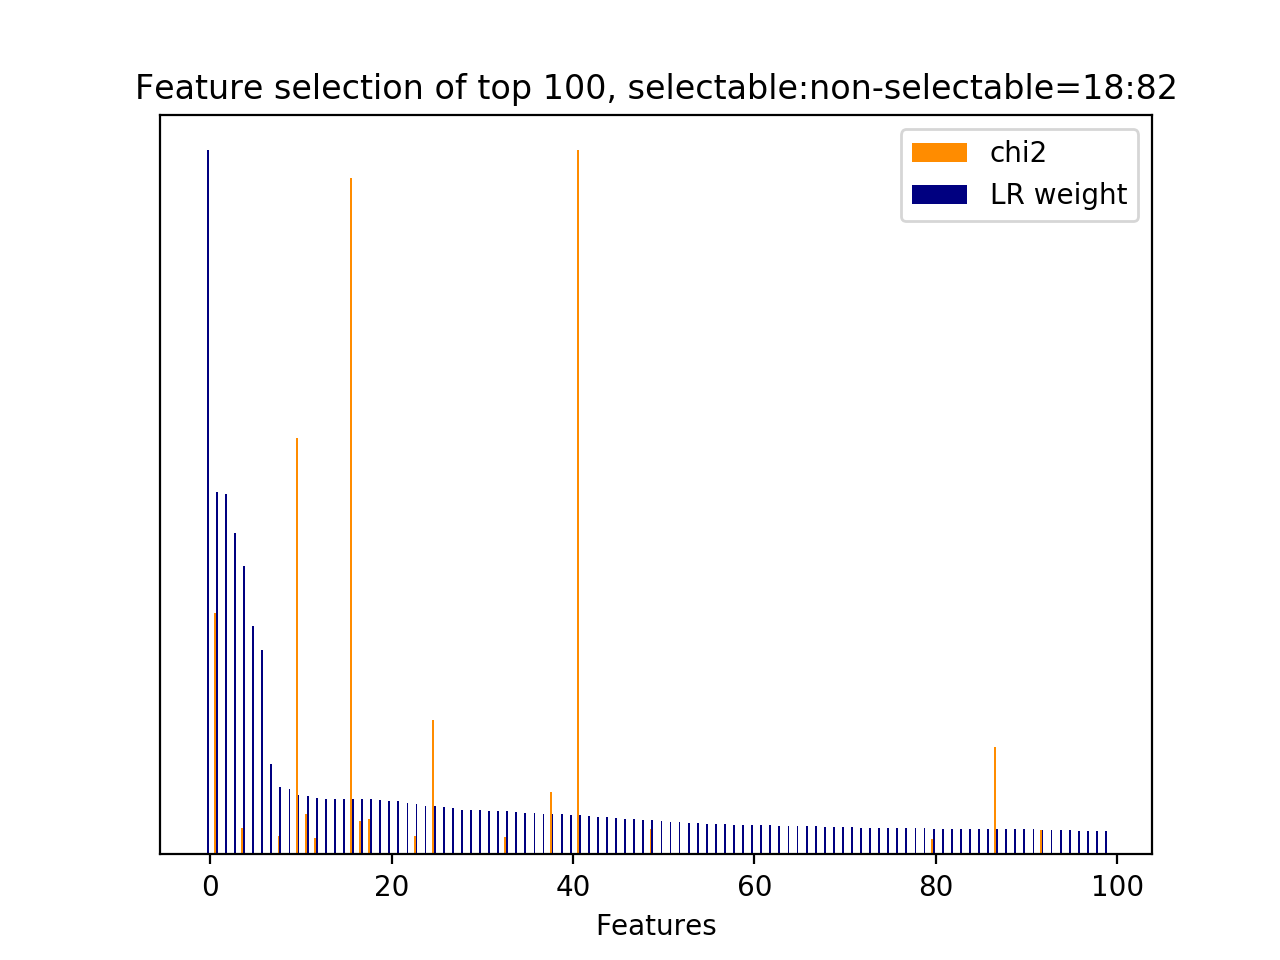 Feature selection of top 100, selectable:non-selectable=18:82
chi2
LR weight
0 20 40 60 80 100
Features